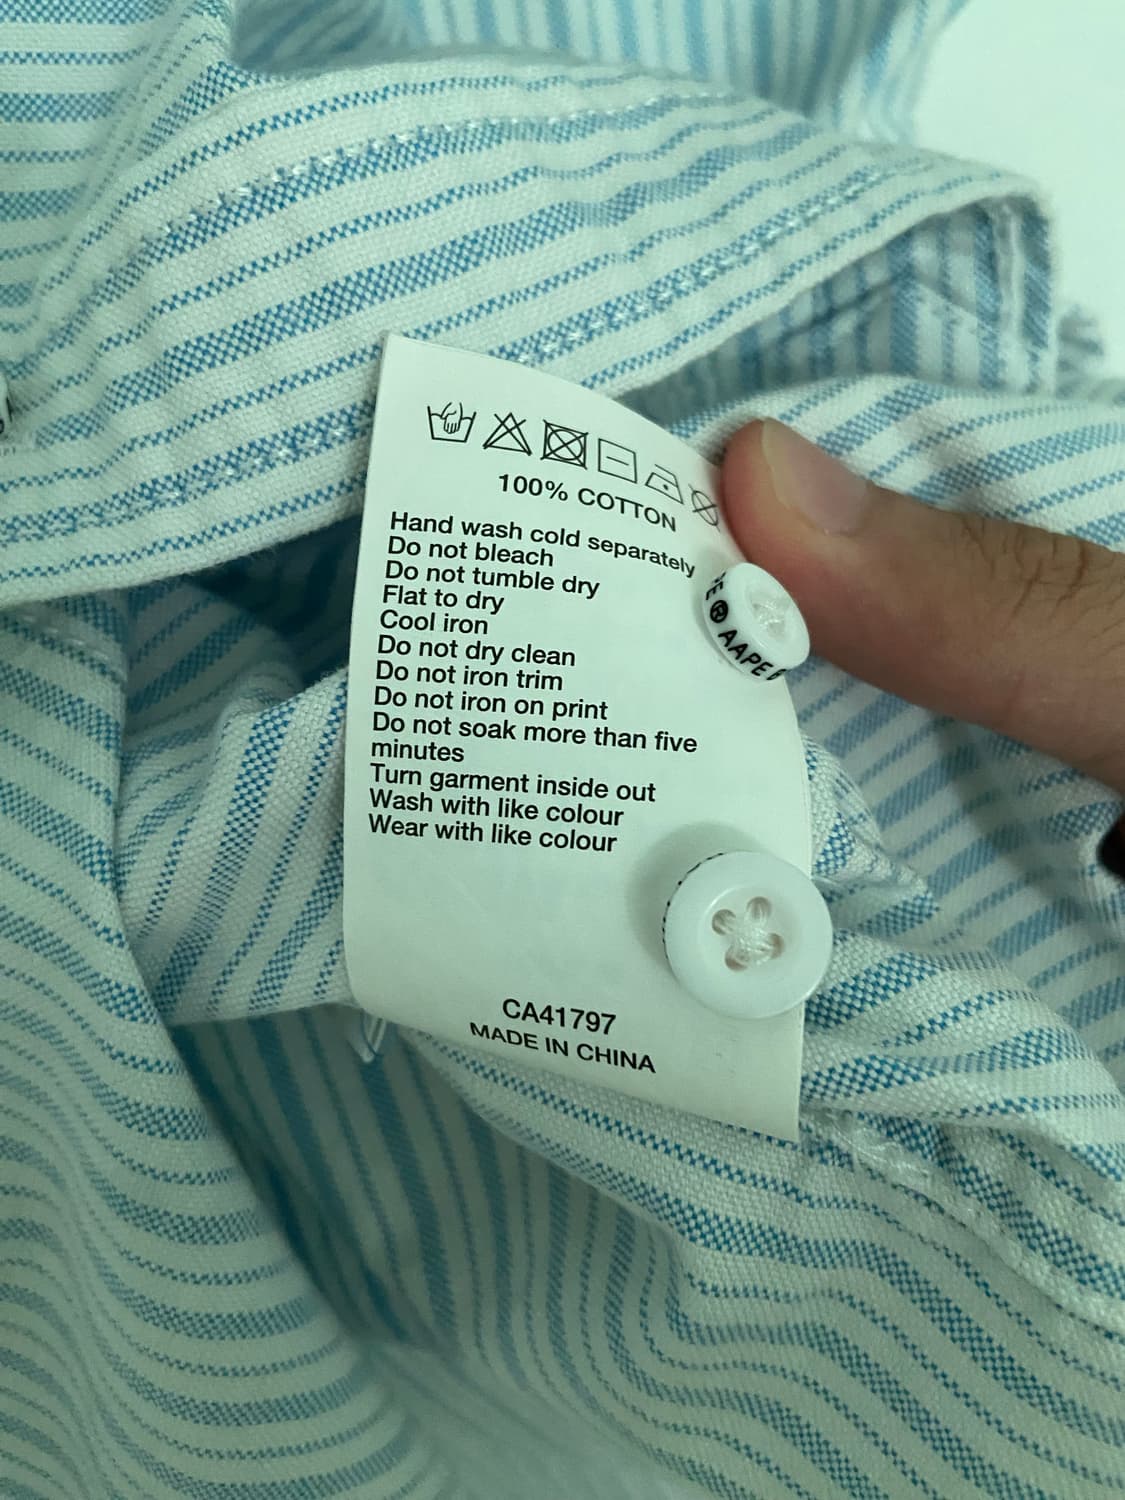 100% COTTON
Hand wash cold separately
Do not bleach
Do not tumble dry
Flat to dry
Cool iron
Do not dry clean
Do not iron trim
Do not iron on print
Do not soak more than five
minutes
Turn garment inside out
Wash with like colour
Wear with like colour
® AAPE
CA41797
MADE IN CHINA